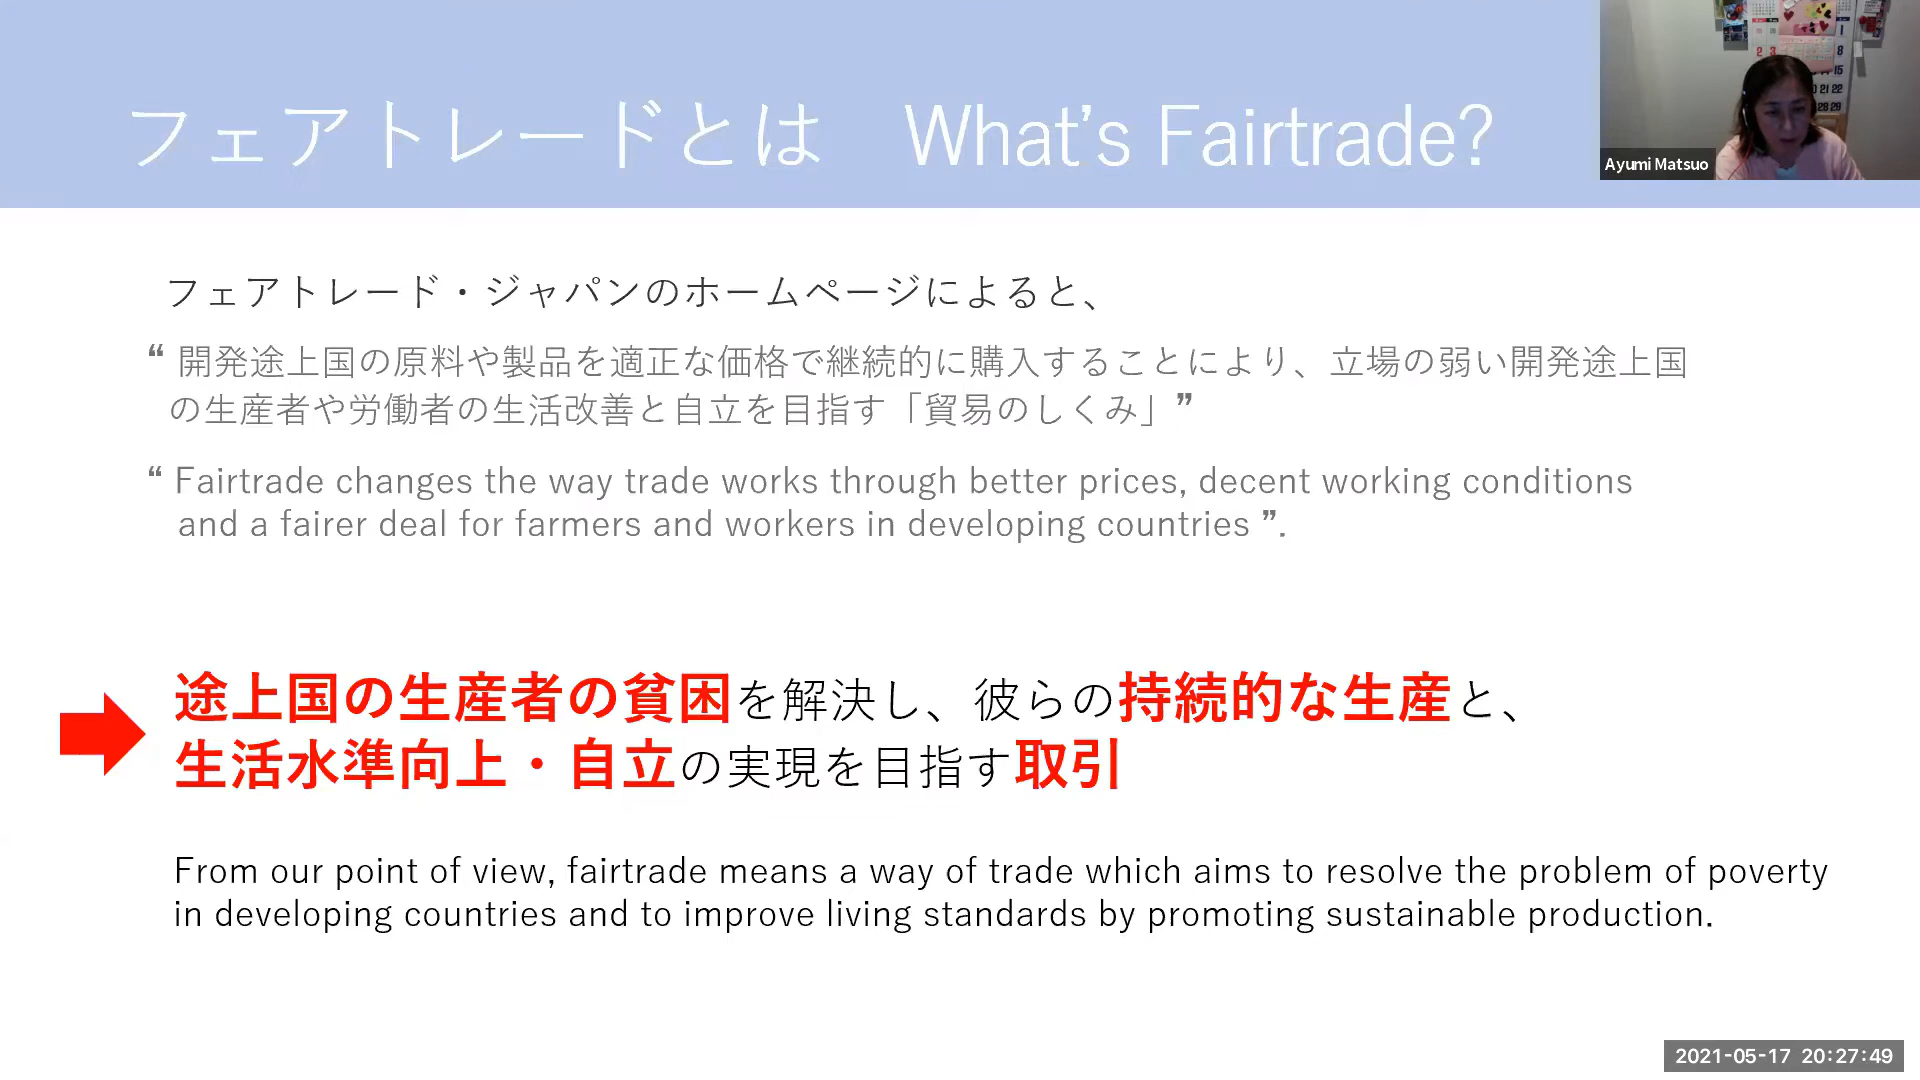 フェアトレードとは　What's Fairtrade?
Ayumi Matsuo
フェアトレード・ジャパンのホームページによると、
“ 開発途上国の原料や製品を適正な価格で継続的に購入することにより、立場の弱い開発途上国
の生産者や労働者の生活改善と自立を目指す「貿易のしくみ」”
“ Fairtrade changes the way trade works through better prices, decent working conditions
and a fairer deal for farmers and workers in developing countries ”.
途上国の生産者の貧困を解決し、彼らの持続的な生産と、
生活水準向上・自立の実現を目指す取引
From our point of view, fairtrade means a way of trade which aims to resolve the problem of poverty
in developing countries and to improve living standards by promoting sustainable production.
2021-05-17 20:27:49